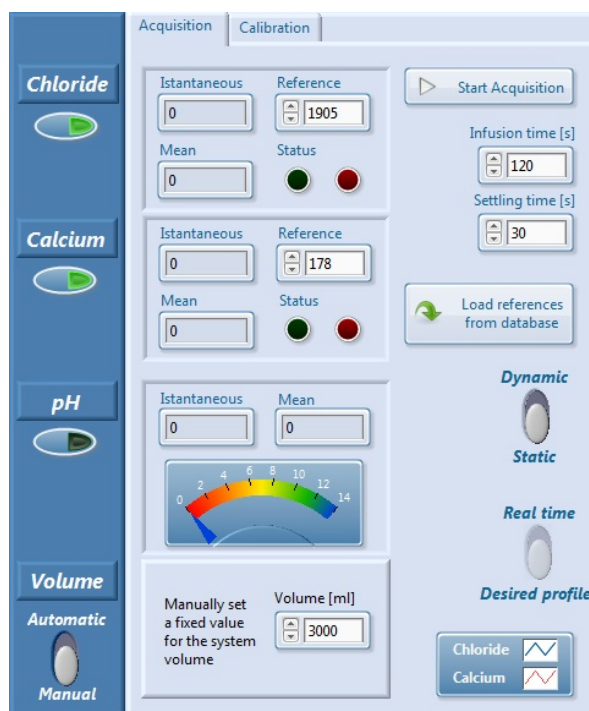 Acquisition
Calibration
Chloride
Istantaneous
Reference
0
1905
Mean
Status
0
Start Acquisition
Infusion time [s]
120
Settling time [s]
30
Calcium
Istantaneous
Reference
0
178
Mean
Status
0
Load references
from database
pH
Istantaneous
Mean
0
0
0 2 4 6 8 10 12 14
Dynamic
Static
Real time
Desired profile
Volume
Automatic
Manual
Manually set
a fixed value
for the system
volume
Volume [ml]
3000
Chloride
Calcium